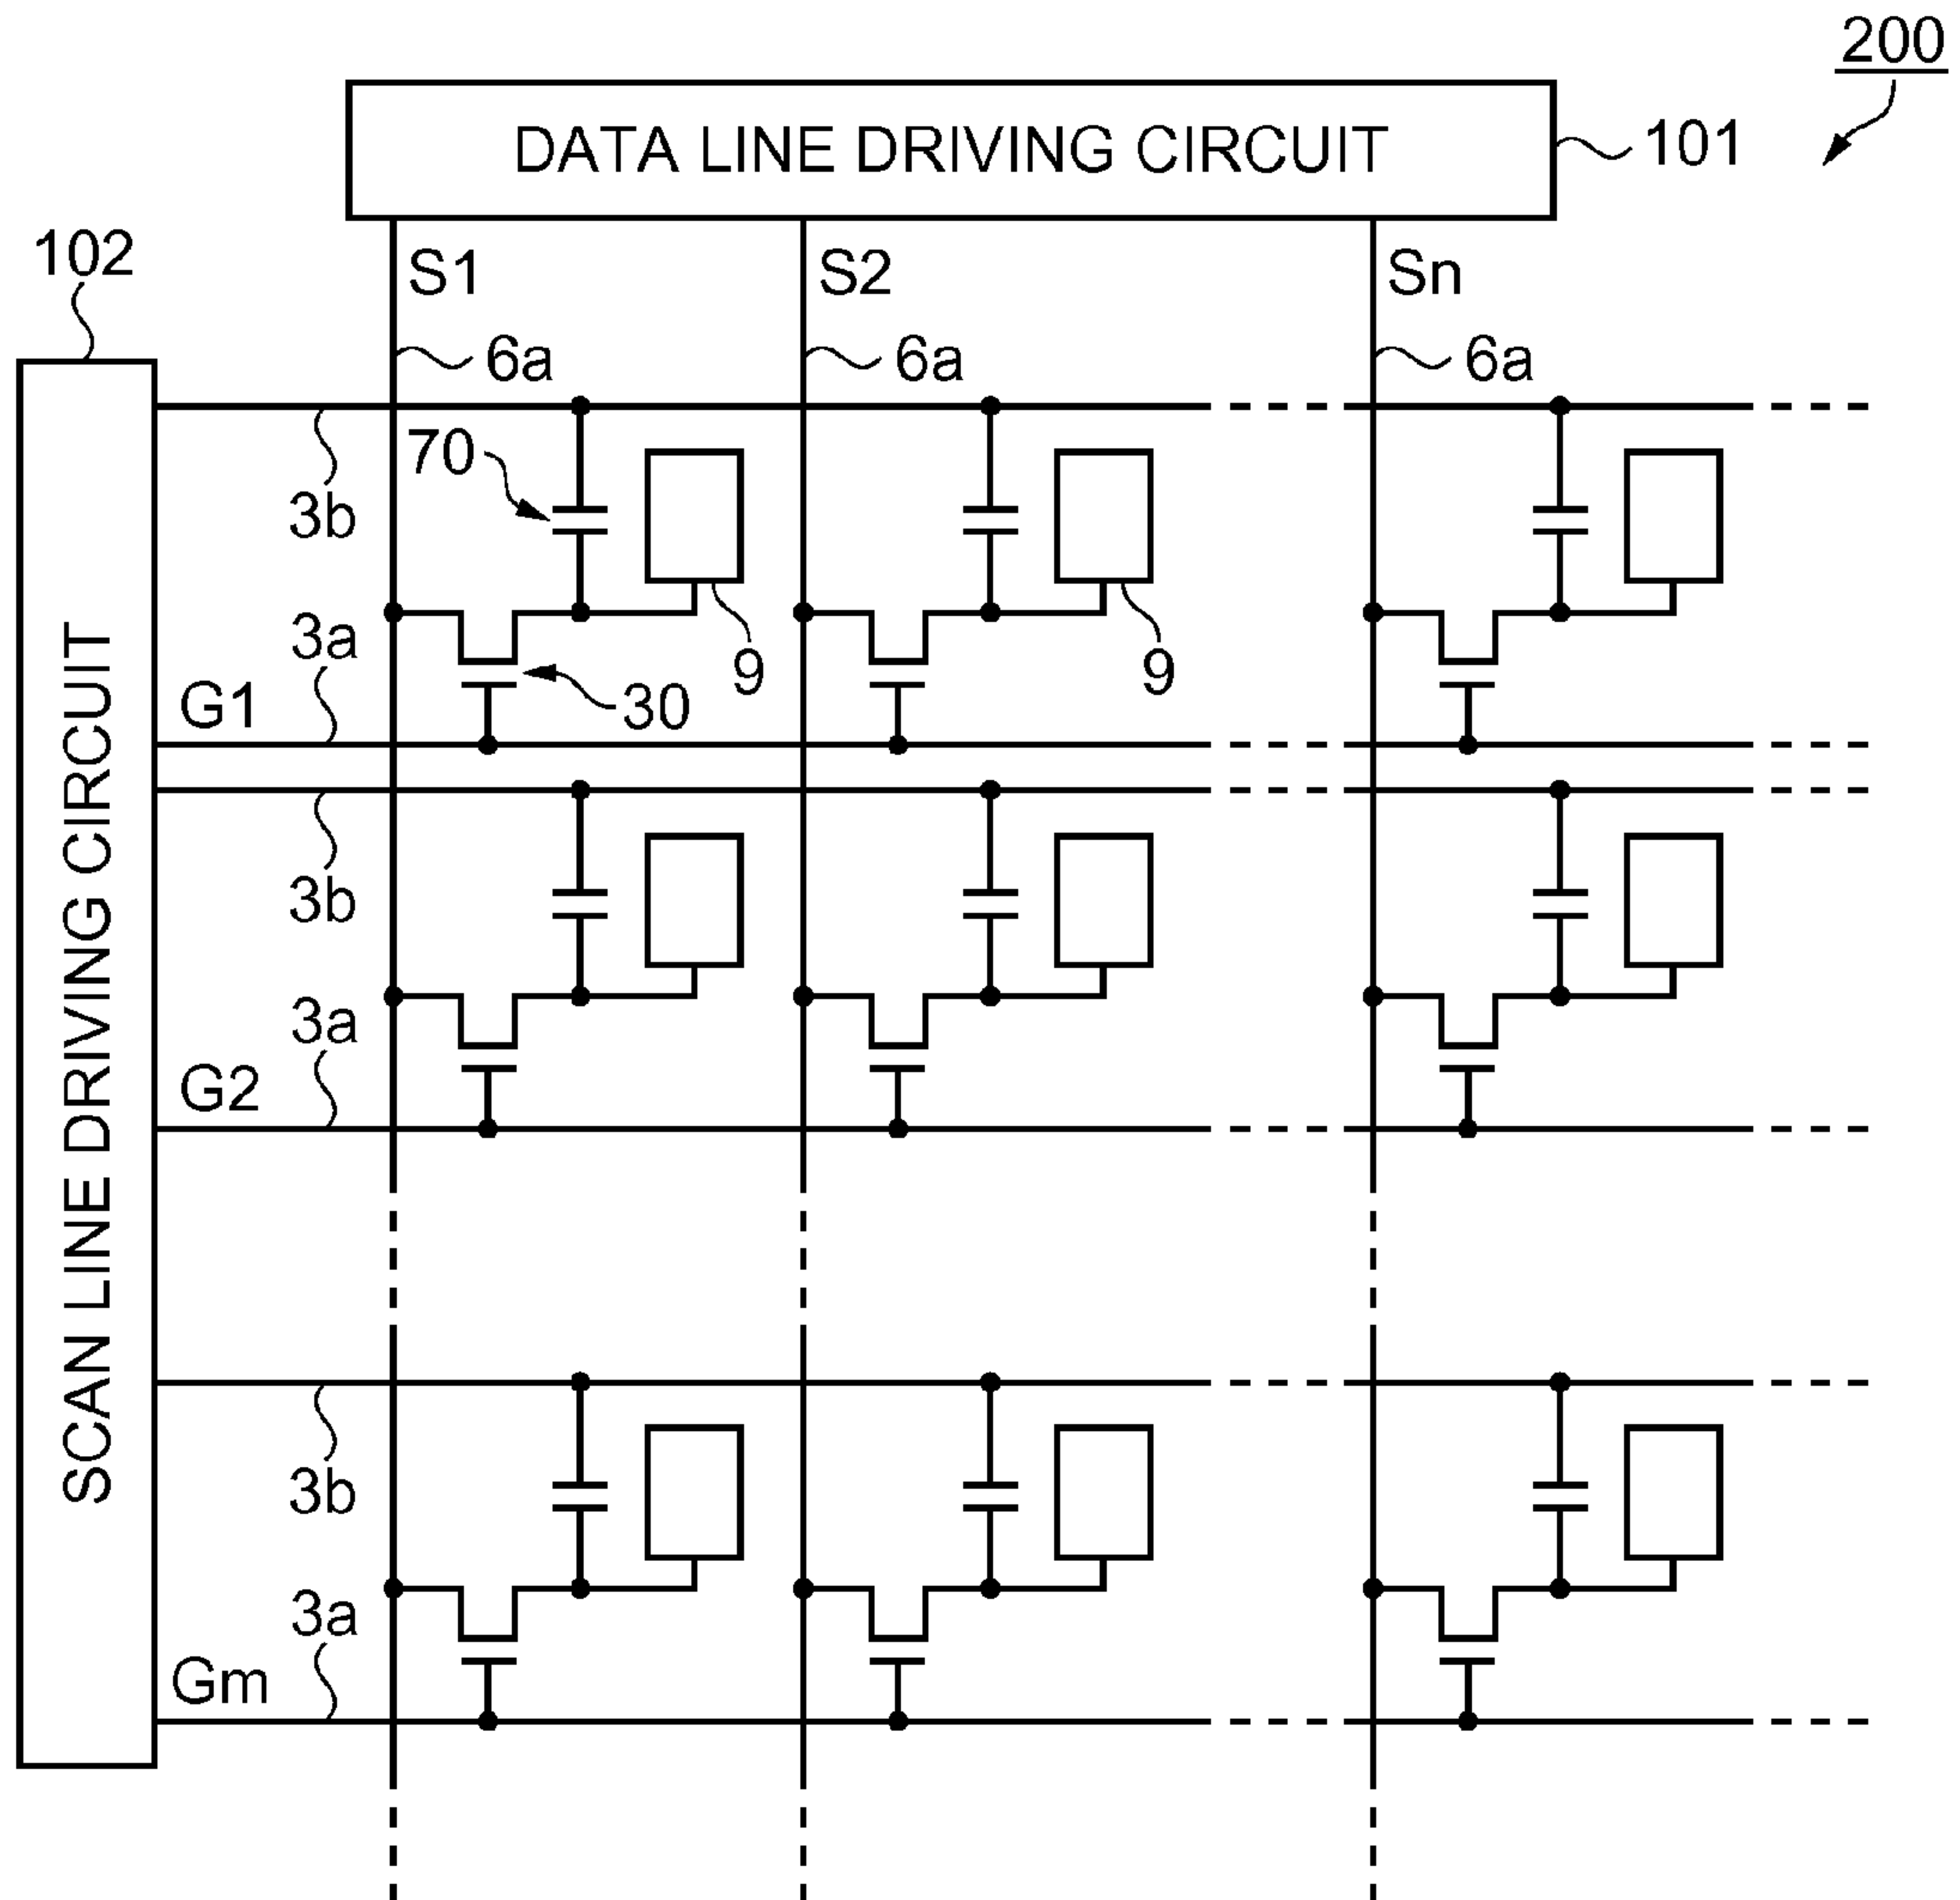 200
DATA LINE DRIVING CIRCUIT
101
102
S1
S2
Sn
6a
6a
6a
70
3b
3a
9
9
G1
30
SCAN LINE DRIVING CIRCUIT
3b
3a
G2
3b
3a
Gm